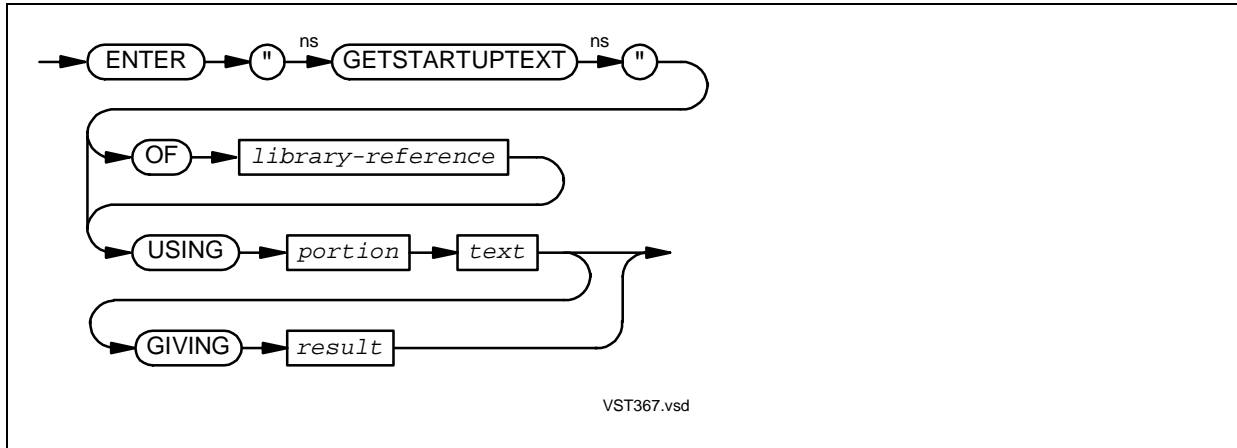 ns ns
ENTER " GETSTARTUPTEXT "
OF library-reference
USING portion text
GIVING result
VST367.vsd